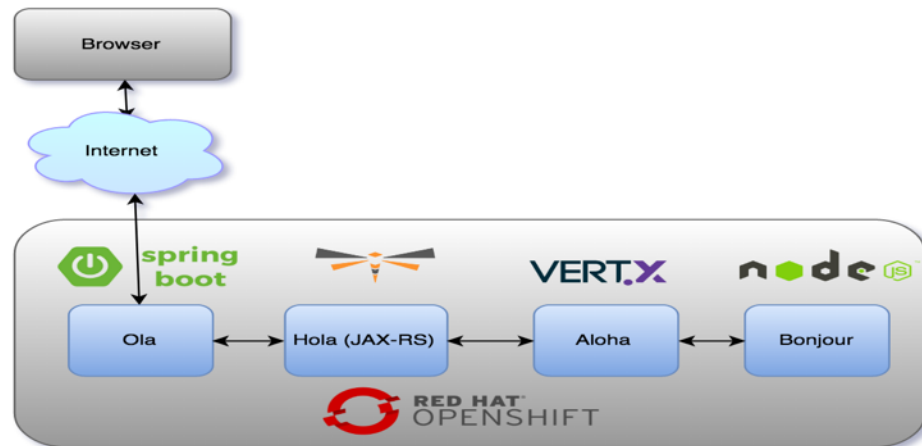 Browser
Internet
spring
boot
VERT.X
node
JS
Ola
Hola (JAX-RS)
Aloha
Bonjour
RED HAT
OPENSHIFT